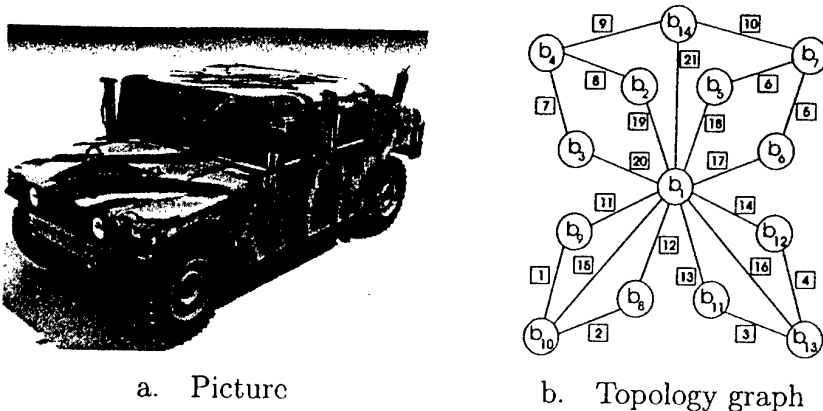 9 b14 10
b4 21 b7
8 6
b2 b5
7 19 18 5
b3 20 17 b6
b1
11 14
b9 12 b12
1 15 13 16 4
b8 b11
b10 2 3 b13
a. Picture
b. Topology graph